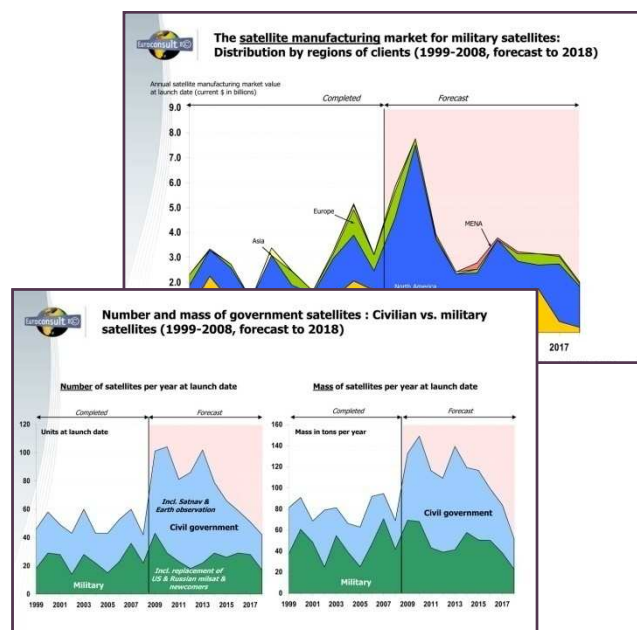 Euroconsult
The satellite manufacturing market for military satellites:
Distribution by regions of clients (1999-2008, forecast to 2018)
Annual satellite manufacturing market value
at launch date (current $ in billions)
Completed
Forecast
9.0
8.0
7.0
6.0
5.0
4.0
3.0
2.0
Europe
Asia
MENA
North America
2017
Euroconsult
Number and mass of government satellites : Civilian vs. military
satellites (1999-2008, forecast to 2018)
Number of satellites per year at launch date
Completed
Forecast
Units at launch date
120
100
80
60
40
20
0
Incl. Satnav &
Earth observation
Civil government
Military
Incl. replacement of
US & Russian milsat &
newcomers
1999 2001 2003 2005 2007 2009 2011 2013 2015 2017
Mass of satellites per year at launch date
Completed
Forecast
Mass in tons per year
160
140
120
100
80
60
40
20
0
Civil government
Military
1999 2001 2003 2005 2007 2009 2011 2013 2015 2017